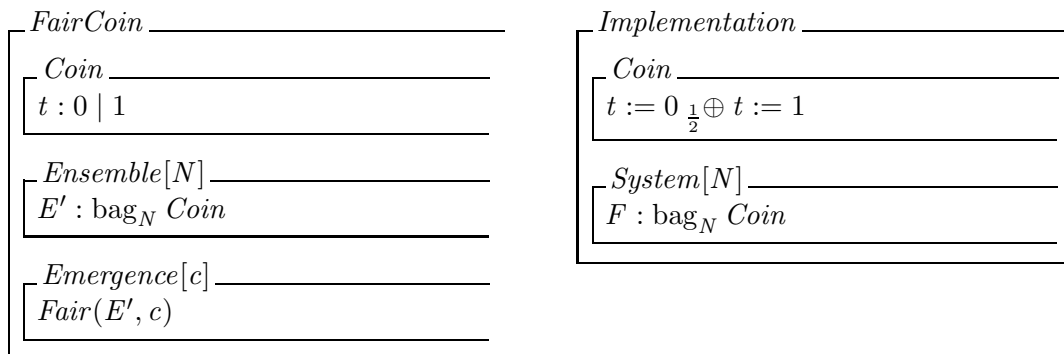 FairCoin
Coin
t : 0 | 1
Ensemble[N]
E′ : bag_N Coin
Emergence[c]
Fair(E′, c)
Implementation
Coin
t := 0 1/2⊕ t := 1
System[N]
F : bag_N Coin